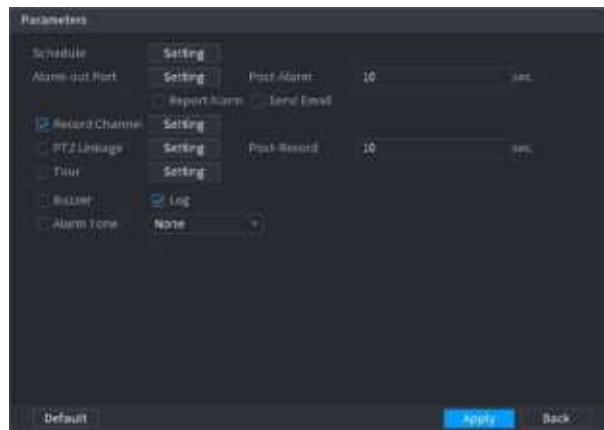 Parameters
Schedule Setting
Alarm-out Port Setting Post-Alarm 10 sec.
Report Alarm Send Email
Record Channel Setting
PTZ Linkage Setting Post-Record 10 sec.
Tour Setting
Buzzer Log
Alarm Tone None
Default Apply Back